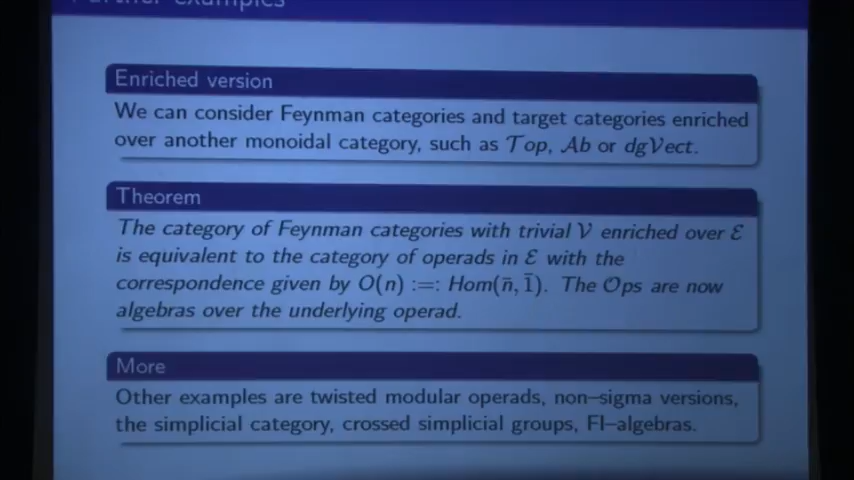 Further examples
Enriched version
We can consider Feynman categories and target categories enriched
over another monoidal category, such as 𝒯op, 𝒜b or dg𝒱ect.
Theorem
The category of Feynman categories with trivial 𝒱 enriched over ℰ
is equivalent to the category of operads in ℰ with the
correspondence given by O(n) :=: Hom(n̄, 1̄). The 𝒪ps are now
algebras over the underlying operad.
More
Other examples are twisted modular operads, non–sigma versions,
the simplicial category, crossed simplicial groups, FI–algebras.